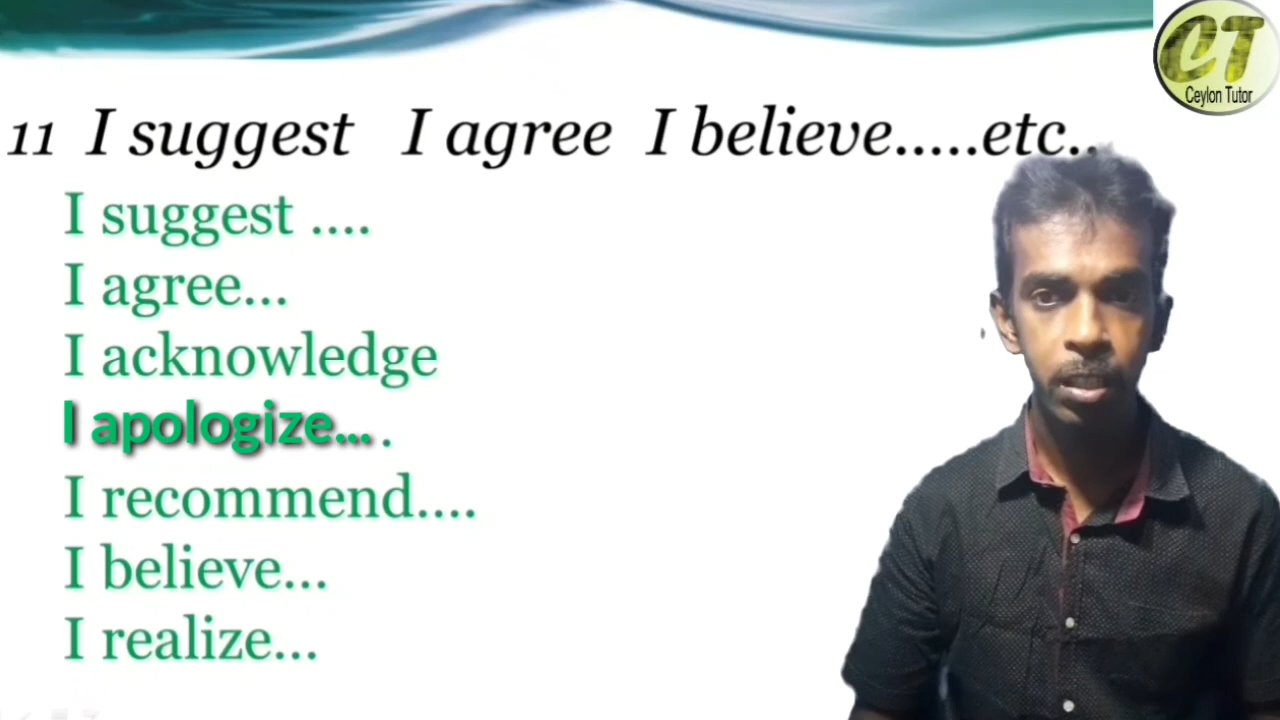 CT
Ceylon Tutor
11 I suggest I agree I believe.....etc..
I suggest ....
I agree...
I acknowledge
I apologize... .
I recommend....
I believe...
I realize...